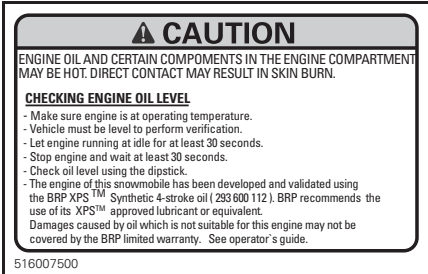 CAUTION
ENGINE OIL AND CERTAIN COMPOMENTS IN THE ENGINE COMPARTMENT
MAY BE HOT. DIRECT CONTACT MAY RESULT IN SKIN BURN.
CHECKING ENGINE OIL LEVEL
- Make sure engine is at operating temperature.
- Vehicle must be level to perform verification.
- Let engine running at idle for at least 30 seconds.
- Stop engine and wait at least 30 seconds.
- Check oil level using the dipstick.
- The engine of this snowmobile has been developed and validated using
the BRP XPS TM Synthetic 4-stroke oil ( 293 600 112 ). BRP recommends the
use of its XPS™ approved lubricant or equivalent.
Damages caused by oil which is not suitable for this engine may not be
covered by the BRP limited warranty. See operator`s guide.
516007500